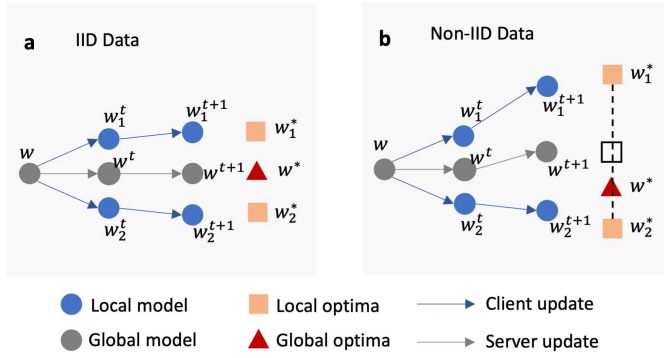 a
IID Data
w
w_1^t
w_1^{t+1}
w^t
w^{t+1}
w_2^t
w_2^{t+1}
w_1^*
w^*
w_2^*
b
Non-IID Data
w
w_1^t
w_1^{t+1}
w^t
w^{t+1}
w_2^t
w_2^{t+1}
w_1^*
w^*
w_2^*
Local model
Local optima
Client update
Global model
Global optima
Server update